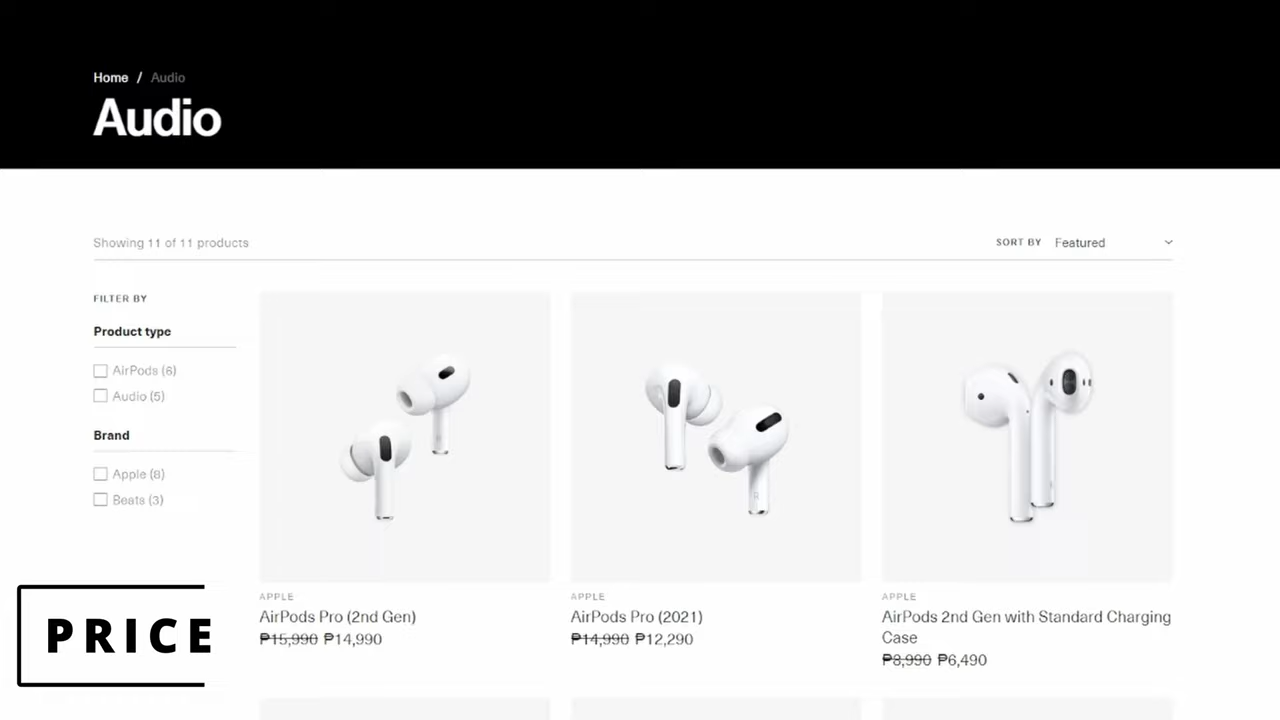 Home / Audio
Audio
Showing 11 of 11 products
SORT BY Featured
FILTER BY
Product type
AirPods (6)
Audio (5)
Brand
Apple (8)
Beats (3)
APPLE
AirPods Pro (2nd Gen)
₱15,990 ₱14,990
APPLE
AirPods Pro (2021)
₱14,990 ₱12,290
APPLE
AirPods 2nd Gen with Standard Charging
Case
₱8,990 ₱6,490
PRICE